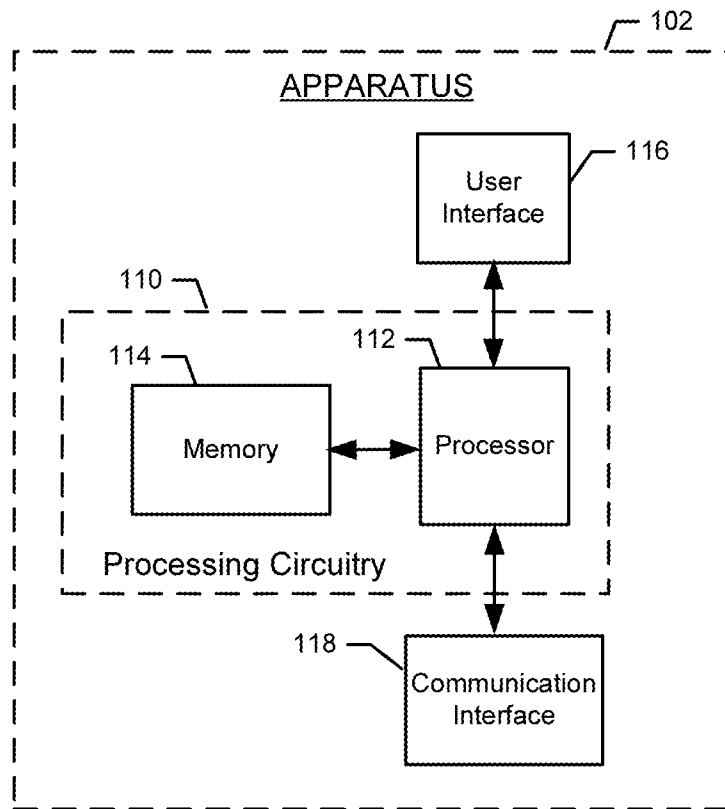 102
APPARATUS
116
User
Interface
110
114
112
Memory
Processor
Processing Circuitry
118
Communication
Interface